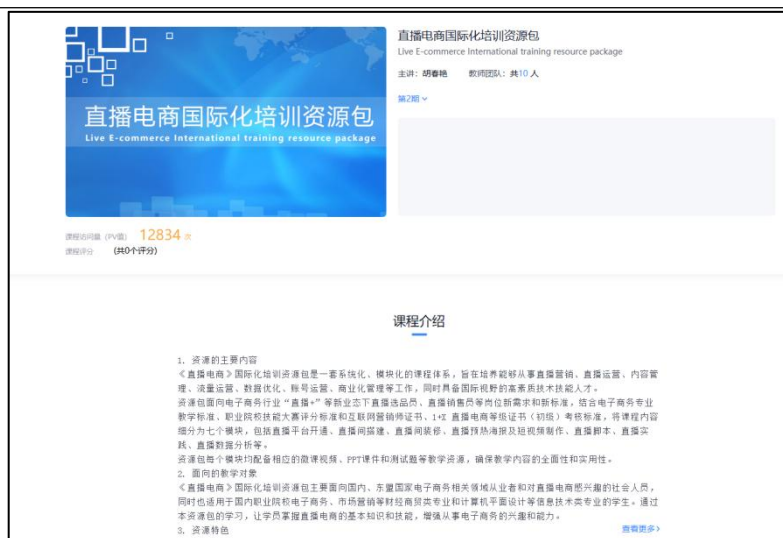 直播电商国际化培训资源包
Live E-commerce International training resource package
直播电商国际化培训资源包
Live E-commerce International training resource package
主讲：胡春艳 教师团队：共10 人
第2期
课程访问量（PV值） 12834 次
课程评分 （共0个评分）
课程介绍
1. 资源的主要内容
《直播电商》国际化培训资源包是一套系统化、模块化的课程体系，旨在培养能够从事直播营销、直播运营、内容管
理、流量运营、数据优化、账号运营、商业化管理等工作，同时具备国际视野的高素质技术技能人才。
资源包面向电子商务行业“直播+”等新业态下直播选品员、直播销售员等岗位新需求和新标准，结合电子商务专业
教学标准、职业院校技能大赛评分标准和互联网营销师证书、1+X 直播电商等级证书（初级）考核标准，将课程内容
细分为七个模块，包括直播平台开通、直播间搭建、直播间装修、直播预热海报及短视频制作、直播脚本、直播实
践、直播数据分析等。
资源包每个模块均配备相应的微课视频、PPT课件和测试题等教学资源，确保教学内容的全面性和实用性。
2. 面向的教学对象
《直播电商》国际化培训资源包主要面向国内、东盟国家电子商务相关领域从业者和对直播电商感兴趣的社会人员，
同时也适用于国内职业院校电子商务、市场营销等财经商贸类专业和计算机平面设计等信息技术类专业的学生。通过
本资源包的学习，让学员掌握直播电商的基本知识和技能，增强从事电子商务的兴趣和能力。
3. 资源特色
查看更多>